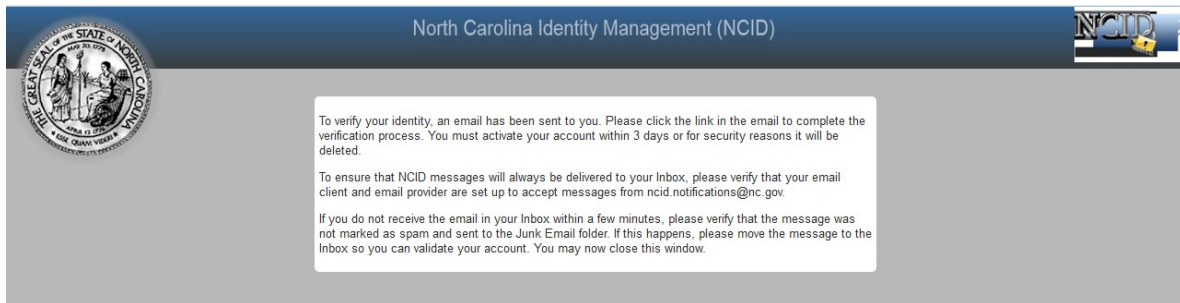 North Carolina Identity Management (NCID)
NCID
THE GREAT SEAL OF THE STATE OF NORTH CAROLINA
MAY 20, 1775
APRIL 12 1776
ESSE QUAM VIDERI
To verify your identity, an email has been sent to you. Please click the link in the email to complete the
verification process. You must activate your account within 3 days or for security reasons it will be
deleted.
To ensure that NCID messages will always be delivered to your Inbox, please verify that your email
client and email provider are set up to accept messages from ncid.notifications@nc.gov.
If you do not receive the email in your Inbox within a few minutes, please verify that the message was
not marked as spam and sent to the Junk Email folder. If this happens, please move the message to the
Inbox so you can validate your account. You may now close this window.